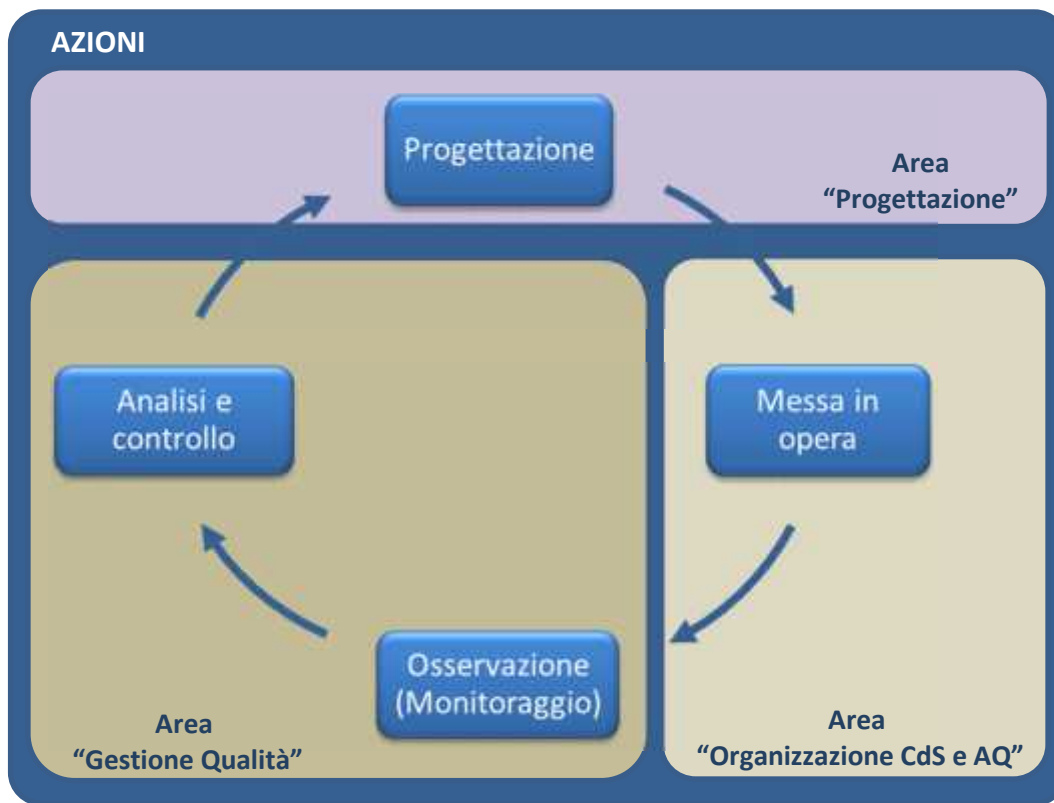 AZIONI
Progettazione
Area
“Progettazione”
Analisi e
controllo
Messa in
opera
Osservazione
(Monitoraggio)
Area
“Gestione Qualità”
Area
“Organizzazione CdS e AQ”